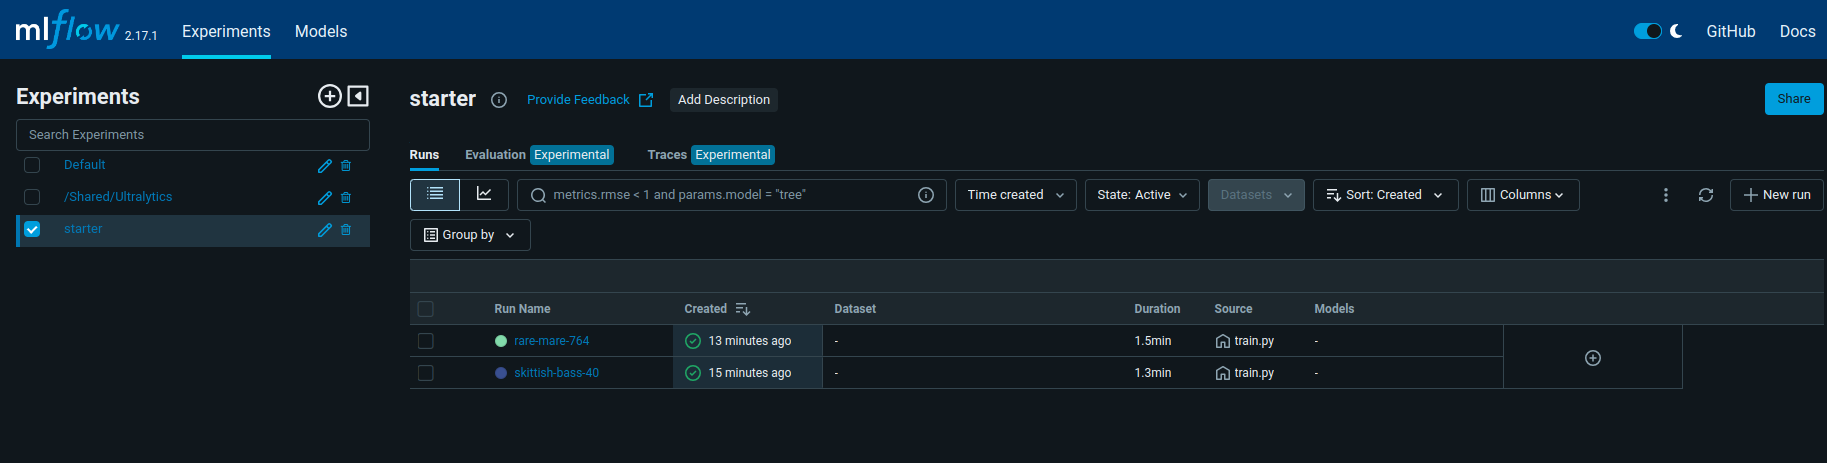 mlflow 2.17.1 Experiments Models GitHub Docs
Experiments
Search Experiments
Default
/Shared/Ultralytics
starter
starter Provide Feedback Add Description Share
Runs Evaluation Experimental Traces Experimental
metrics.rmse < 1 and params.model = "tree" Time created State: Active Datasets Sort: Created Columns New run
Group by
Run Name Created Dataset Duration Source Models
rare-mare-764 13 minutes ago - 1.5min train.py -
skittish-bass-40 15 minutes ago - 1.3min train.py -